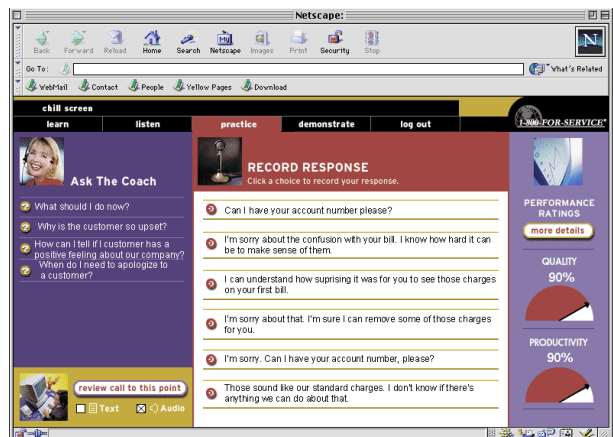 Netscape:
Back Forward Reload Home Search Netscape Images Print Security Stop
My
N
Go To: What's Related
WebMail Contact People Yellow Pages Download
chill screen
learn listen practice demonstrate log out
1-800-FOR-SERVICE
Ask The Coach
What should I do now?
Why is the customer so upset?
How can I tell if I customer has a
positive feeling about our company?
When do I need to apologize to
a customer?
review call to this point
Text Audio
RECORD RESPONSE
Click a choice to record your response.
Can I have your account number please?
I'm sorry about the confusion with your bill. I know how hard it can
be to make sense of them.
I can understand how suprising it was for you to see those charges
on your first bill.
I'm sorry about that. I'm sure I can remove some of those charges
for you.
I'm sorry. Can I have your account number, please?
Those sound like our standard charges. I don't know if there's
anything we can do about that.
PERFORMANCE
RATINGS
more details
QUALITY
90%
PRODUCTIVITY
90%